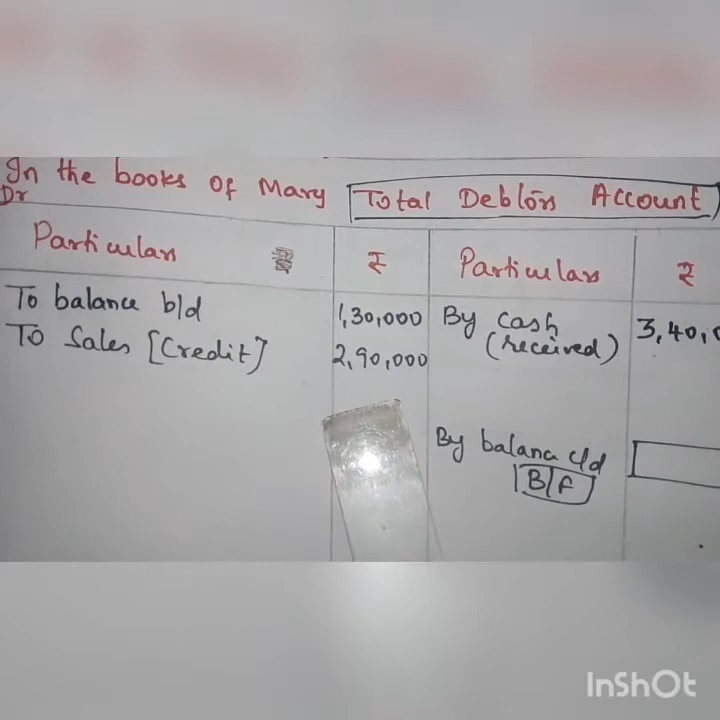 In the books of Mary Total Debtors Account
Dr
Particulars ₹ Particulars ₹
To balance b/d 1,30,000 By cash 3,40,0
(received)
To Sales [Credit] 2,90,000
By balance c/d
B/F
InShOt